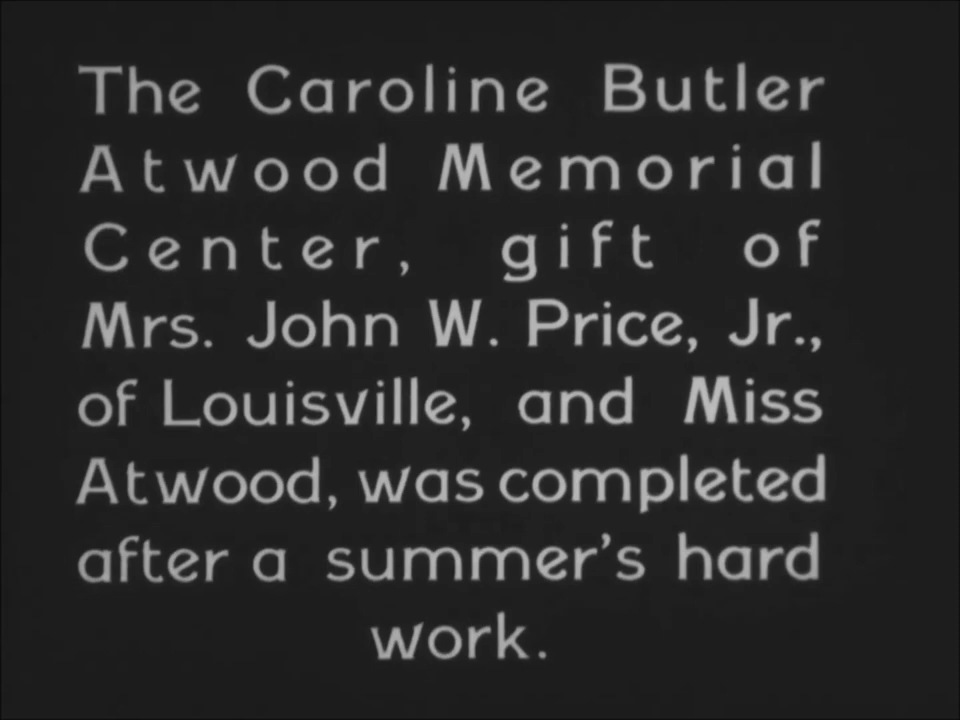 The Caroline Butler
Atwood Memorial
Center, gift of
Mrs. John W. Price, Jr.,
of Louisville, and Miss
Atwood, was completed
after a summer's hard
work.